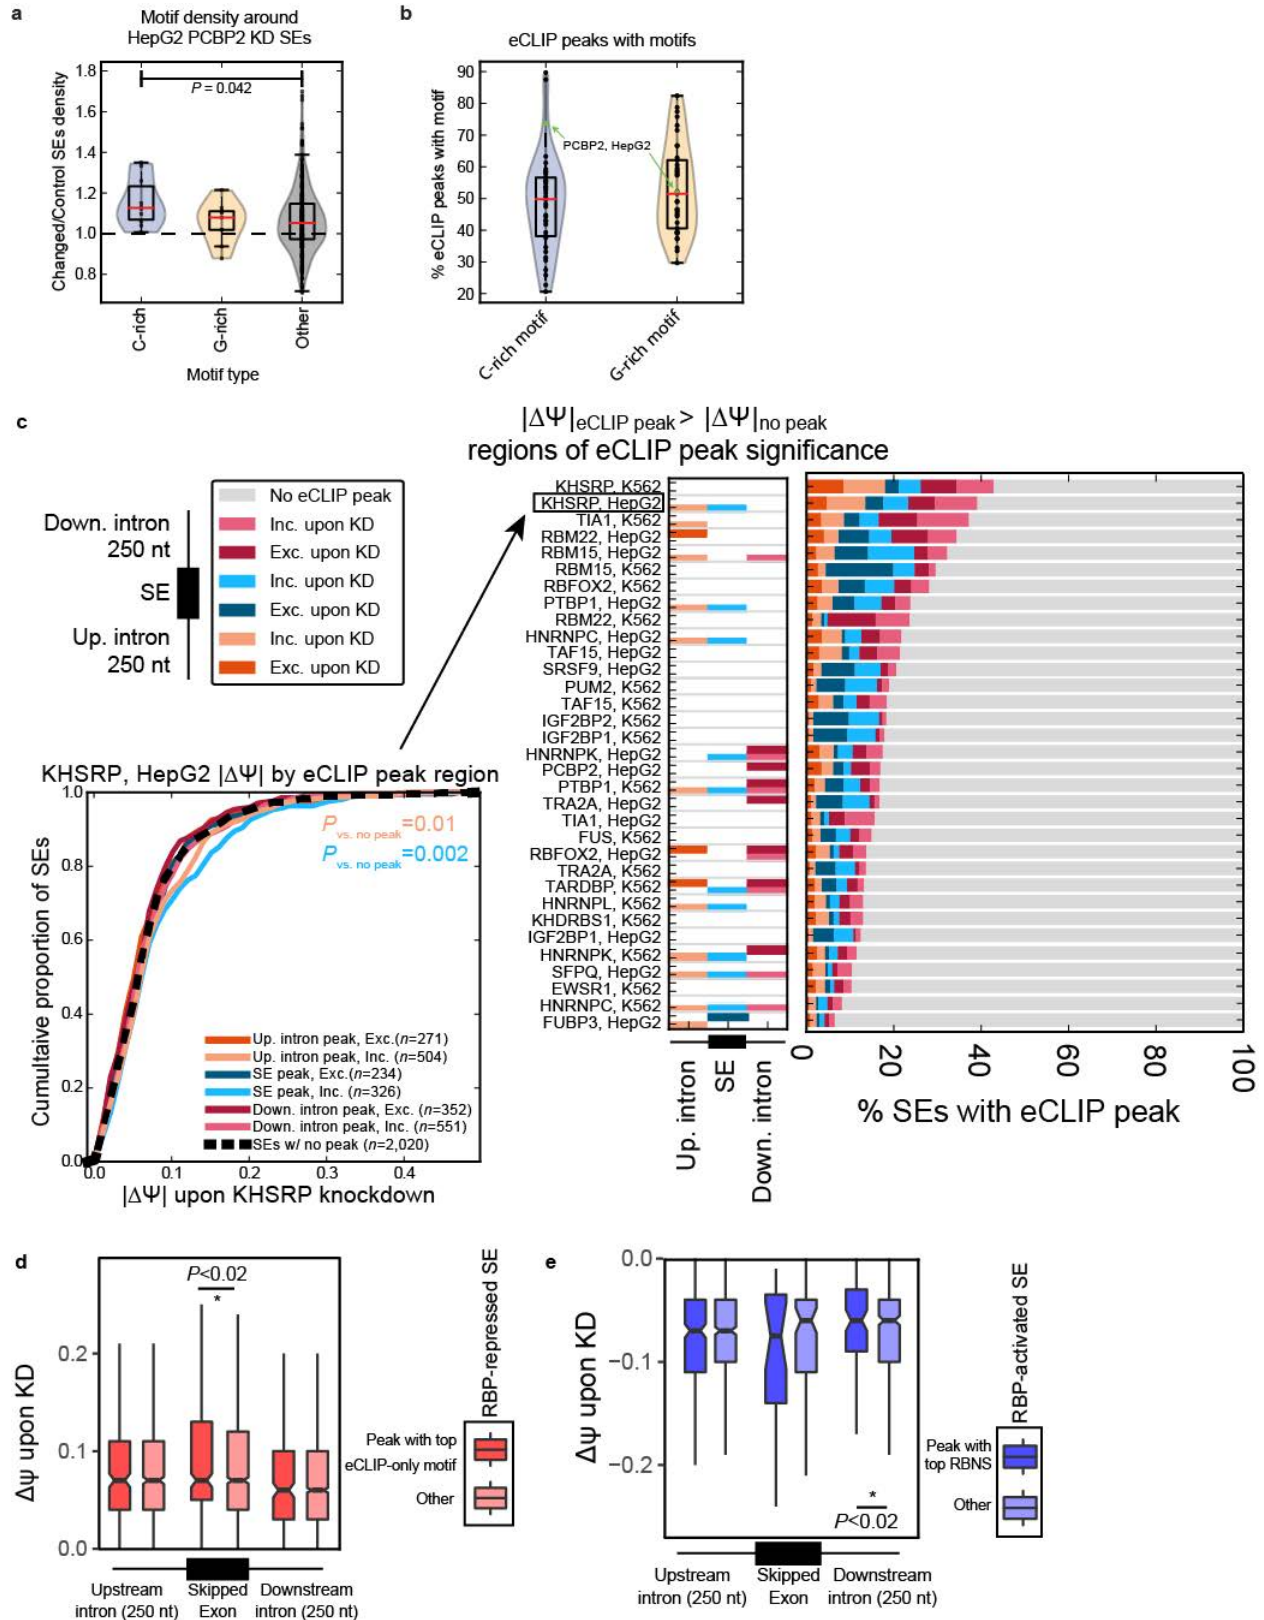 a
Motif density around
HepG2 PCBP2 KD SEs
Changed/Control SEs density
1.8
1.6
1.4
1.2
1.0
0.8
P = 0.042
C-rich
G-rich
Other
Motif type
b
eCLIP peaks with motifs
% eCLIP peaks with motif
90
80
70
60
50
40
30
20
PCBP2, HepG2
C-rich motif
G-rich motif
c
|ΔΨ|eCLIP peak > |ΔΨ|no peak
regions of eCLIP peak significance
Down. intron
250 nt
SE
Up. intron
250 nt
No eCLIP peak
Inc. upon KD
Exc. upon KD
Inc. upon KD
Exc. upon KD
Inc. upon KD
Exc. upon KD
KHSRP, K562
KHSRP, HepG2
TIA1, K562
RBM22, HepG2
RBM15, HepG2
RBM15, K562
RBFOX2, K562
PTBP1, HepG2
RBM22, K562
HNRNPC, HepG2
TAF15, HepG2
SRSF9, HepG2
PUM2, K562
TAF15, K562
IGF2BP2, K562
IGF2BP1, K562
HNRNPK, HepG2
PCBP2, HepG2
PTBP1, K562
TRA2A, HepG2
TIA1, HepG2
FUS, K562
RBFOX2, HepG2
TRA2A, K562
TARDBP, K562
HNRNPL, K562
KHDRBS1, K562
IGF2BP1, HepG2
HNRNPK, K562
SFPQ, HepG2
EWSR1, K562
HNRNPC, K562
FUBP3, HepG2
Up. intron
SE
Down. intron
0
20
40
60
80
100
% SEs with eCLIP peak
KHSRP, HepG2 |ΔΨ| by eCLIP peak region
Cumultaive proportion of SEs
1.0
0.8
0.6
0.4
0.2
0.0
P vs. no peak=0.01
P vs. no peak=0.002
Up. intron peak, Exc.(n=271)
Up. intron peak, Inc. (n=504)
SE peak, Exc.(n=234)
SE peak, Inc. (n=326)
Down. intron peak, Exc. (n=352)
Down. intron peak, Inc. (n=551)
SEs w/ no peak (n=2,020)
0.0
0.1
0.2
0.3
0.4
|ΔΨ| upon KHSRP knockdown
d
Δψ upon KD
0.2
0.1
0.0
P<0.02
*
Upstream
intron (250 nt)
Skipped
Exon
Downstream
intron (250 nt)
RBP-repressed SE
Peak with top
eCLIP-only motif
Other
e
Δψ upon KD
0.0
−0.1
−0.2
*
P<0.02
Upstream
intron (250 nt)
Skipped
Exon
Downstream
intron (250 nt)
RBP-activated SE
Peak with
top RBNS
Other